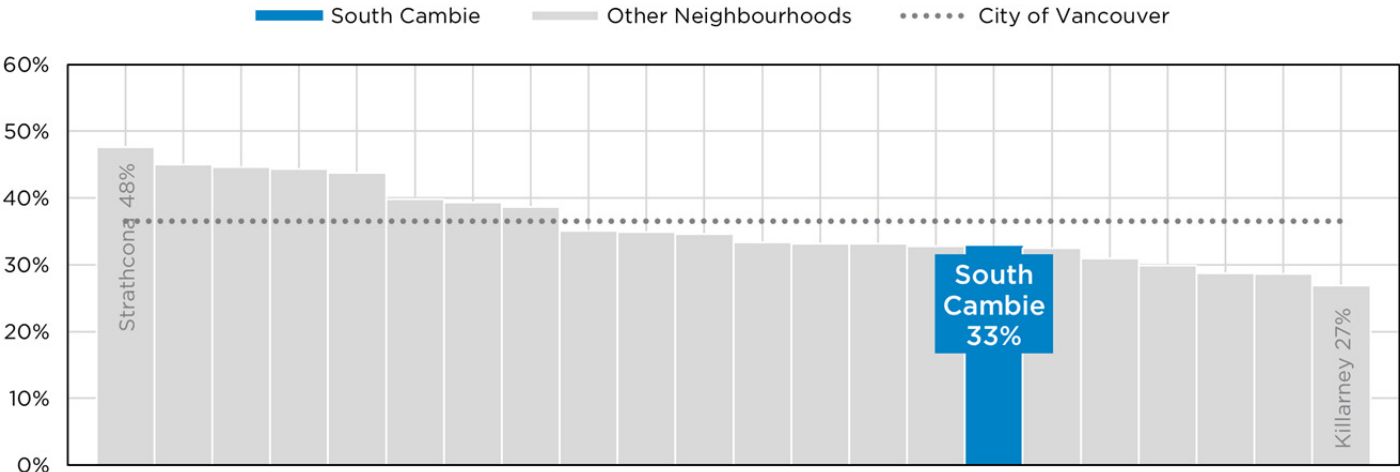 South Cambie
Other Neighbourhoods
City of Vancouver
60%
50%
40%
30%
20%
10%
0%
Strathcona 48%
South
Cambie
33%
Killarney 27%